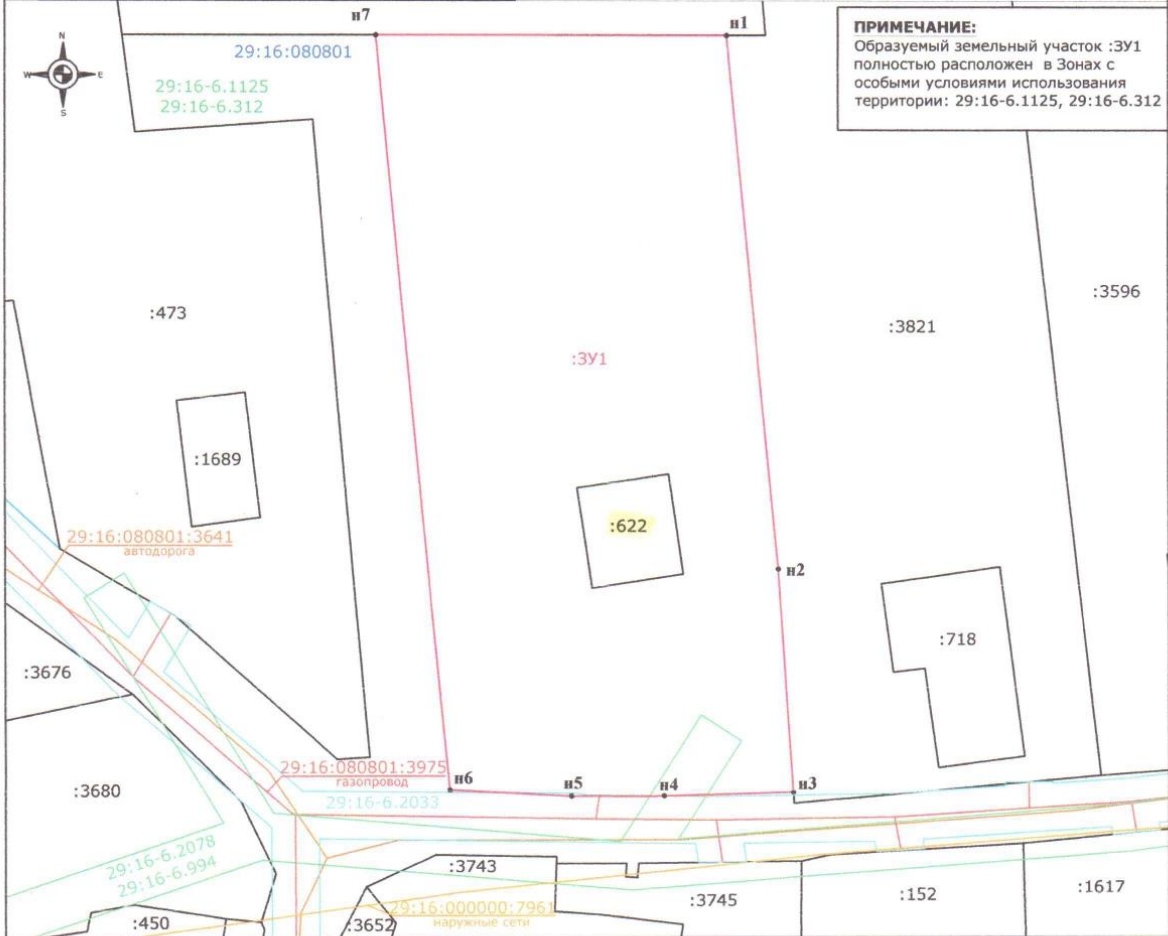 н7
н1
ПРИМЕЧАНИЕ:
Образуемый земельный участок :ЗУ1
полностью расположен в Зонах с
особыми условиями использования
территории: 29:16-6.1125, 29:16-6.312
N
W
E
S
29:16:080801
29:16-6.1125
29:16-6.312
:473
:3596
:3821
:ЗУ1
:1689
:622
29:16:080801:3641
автодорога
н2
:718
:3676
29:16:080801:3975
газопровод
н6
н5
н4
н3
:3680
29:16-6.2033
29:16-6.2078
29:16-6.994
:3743
:3745
:152
:1617
29:16:000000:7961
наружные сети
:450
:3652